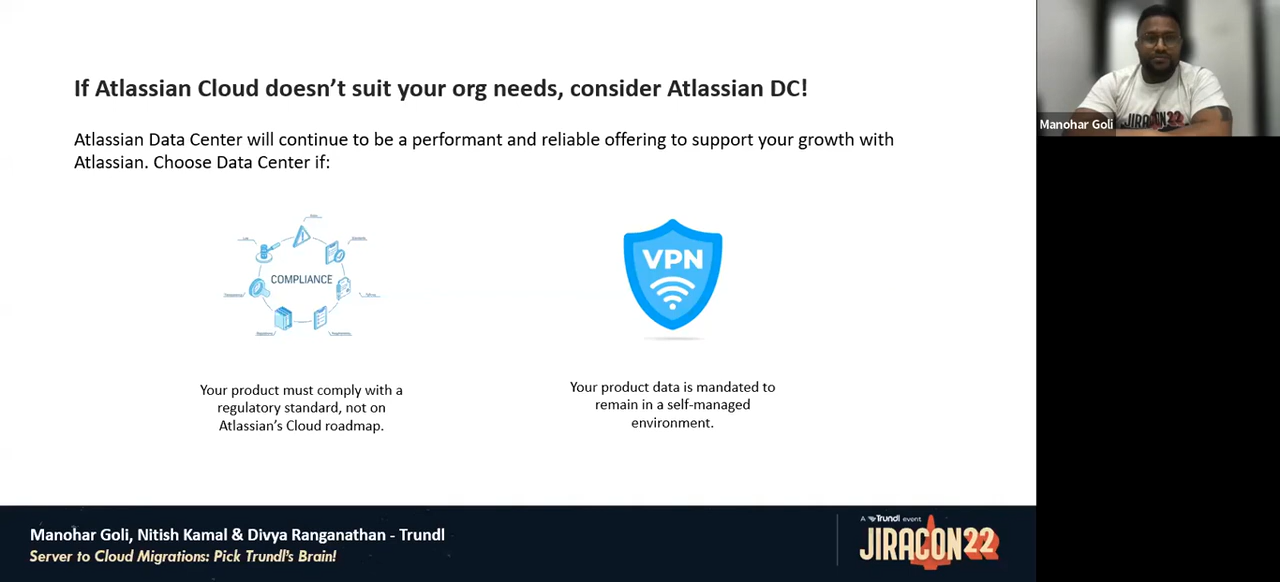 If Atlassian Cloud doesn't suit your org needs, consider Atlassian DC!
Atlassian Data Center will continue to be a performant and reliable offering to support your growth with
Atlassian. Choose Data Center if:
COMPLIANCE
VPN
Your product must comply with a
regulatory standard, not on
Atlassian's Cloud roadmap.
Your product data is mandated to
remain in a self-managed
environment.
Manohar Goli, Nitish Kamal & Divya Ranganathan - Trundl
Server to Cloud Migrations: Pick Trundl's Brain!
A Trundl event
JIRACON22
Manohar Goli
JIRACON22